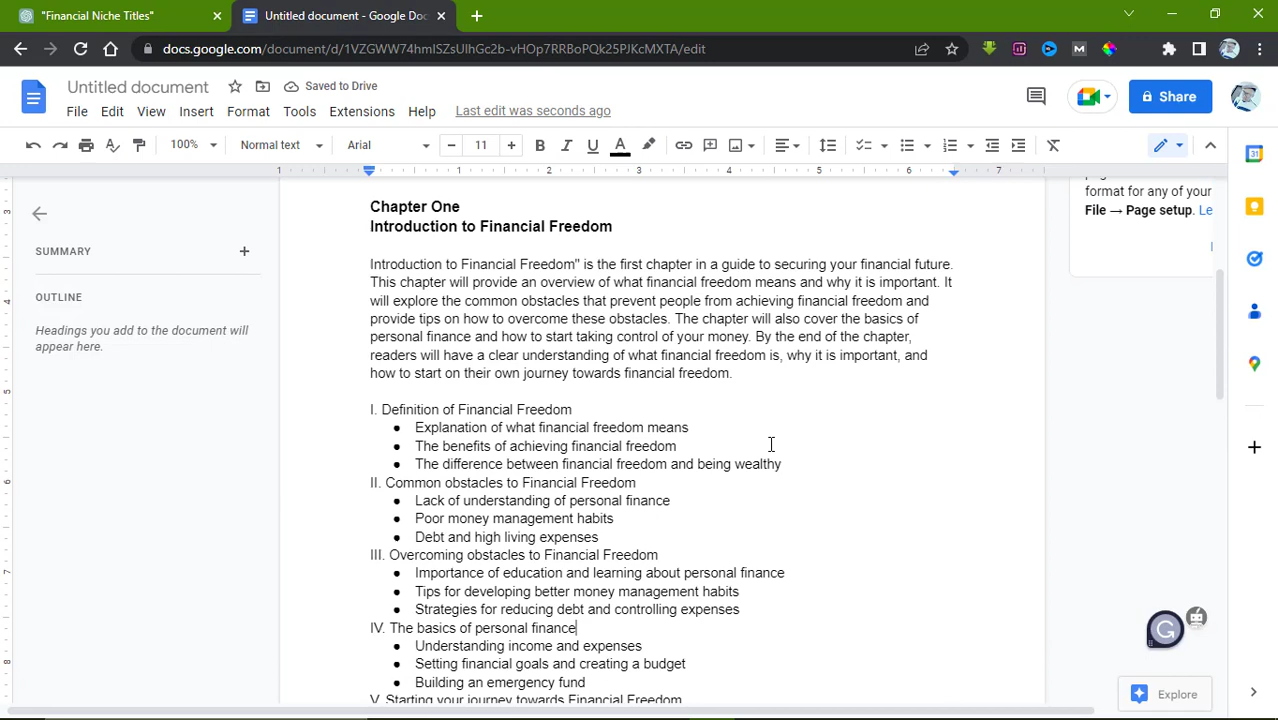 "Financial Niche Titles"
Untitled document - Google Doc
docs.google.com/document/d/1VZGWW74hmISZsUIhGc2b-vHOp7RRBoPQk25PJKcMXTA/edit
Untitled document
Saved to Drive
File Edit View Insert Format Tools Extensions Help Last edit was seconds ago
Share
100% Normal text Arial 11
1 1 2 3 4 5 6 7
format for any of your
File → Page setup. Le
SUMMARY
OUTLINE
Headings you add to the document will
appear here.
Chapter One
Introduction to Financial Freedom
Introduction to Financial Freedom" is the first chapter in a guide to securing your financial future.
This chapter will provide an overview of what financial freedom means and why it is important. It
will explore the common obstacles that prevent people from achieving financial freedom and
provide tips on how to overcome these obstacles. The chapter will also cover the basics of
personal finance and how to start taking control of your money. By the end of the chapter,
readers will have a clear understanding of what financial freedom is, why it is important, and
how to start on their own journey towards financial freedom.
I. Definition of Financial Freedom
● Explanation of what financial freedom means
● The benefits of achieving financial freedom
● The difference between financial freedom and being wealthy
II. Common obstacles to Financial Freedom
● Lack of understanding of personal finance
● Poor money management habits
● Debt and high living expenses
III. Overcoming obstacles to Financial Freedom
● Importance of education and learning about personal finance
● Tips for developing better money management habits
● Strategies for reducing debt and controlling expenses
IV. The basics of personal finance
● Understanding income and expenses
● Setting financial goals and creating a budget
● Building an emergency fund
V. Starting your journey towards Financial Freedom
Explore